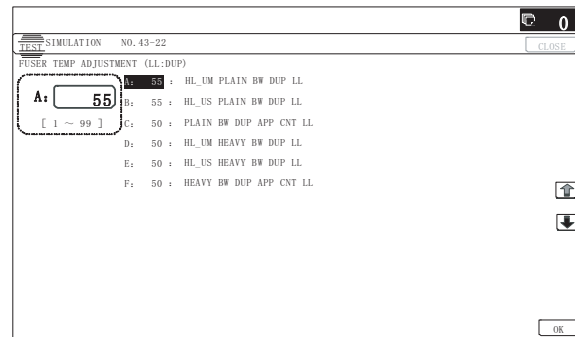 0
TEST SIMULATION NO.43-22
CLOSE
FUSER TEMP ADJUSTMENT (LL:DUP)
A: 55
[ 1 ~ 99 ]
A: 55 : HL_UM PLAIN BW DUP LL
B: 55 : HL_US PLAIN BW DUP LL
C: 50 : PLAIN BW DUP APP CNT LL
D: 50 : HL_UM HEAVY BW DUP LL
E: 50 : HL_US HEAVY BW DUP LL
F: 50 : HEAVY BW DUP APP CNT LL
OK